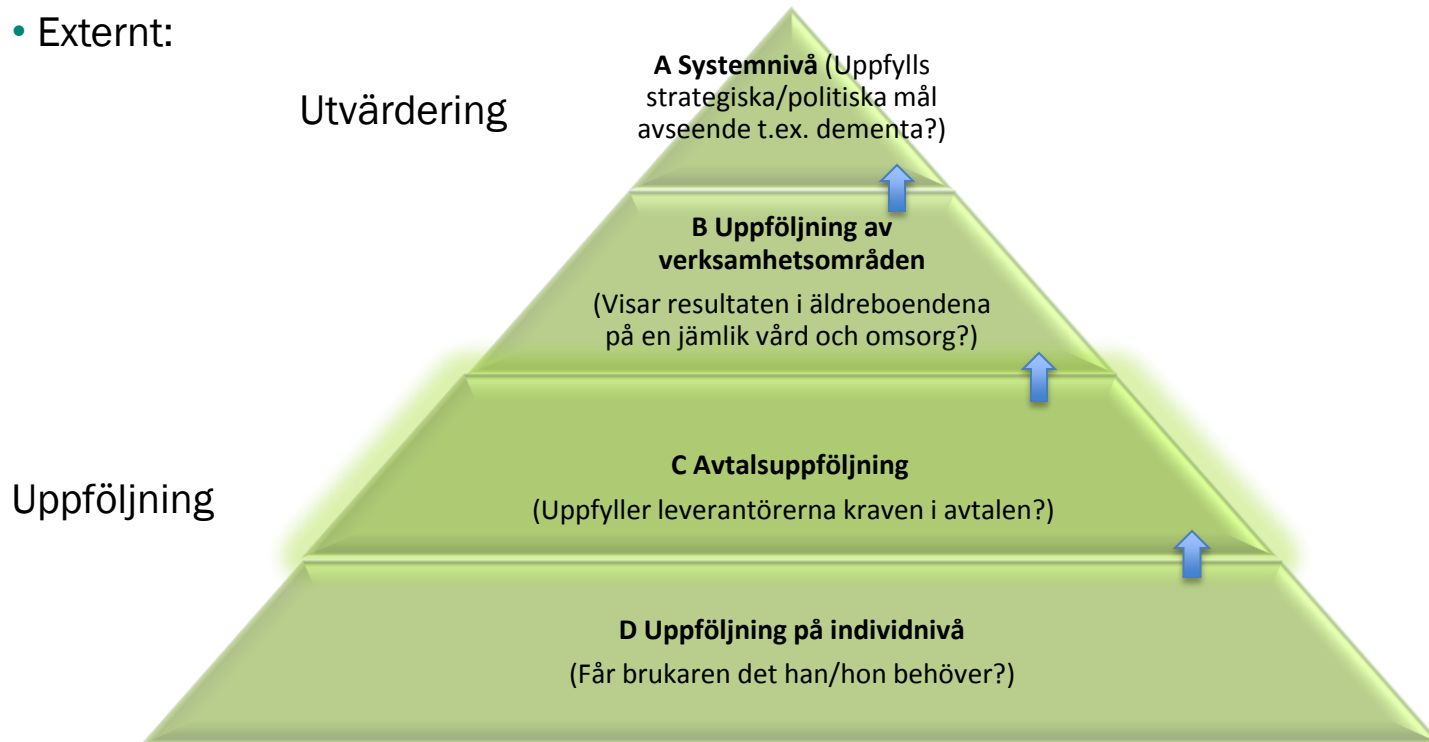 • Externt:
Utvärdering
A Systemnivå (Uppfylls
strategiska/politiska mål
avseende t.ex. dementa?)
B Uppföljning av
verksamhetsområden
(Visar resultaten i äldreboendena
på en jämlik vård och omsorg?)
Uppföljning
C Avtalsuppföljning
(Uppfyller leverantörerna kraven i avtalen?)
D Uppföljning på individnivå
(Får brukaren det han/hon behöver?)